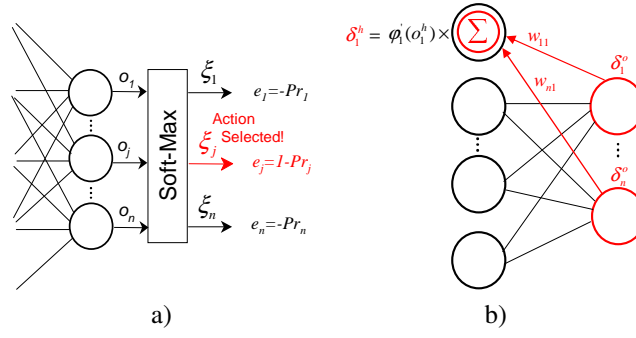 o₁
ξ₁
e₁=-Pr₁
Action
Selected!
oⱼ
ξⱼ
eⱼ=1-Prⱼ
Soft-Max
oₙ
ξₙ
eₙ=-Prₙ
a)
δ₁ʰ = φ₁'(o₁ʰ)× Σ
w₁₁
δ₁ᵒ
wₙ₁
δₙᵒ
b)